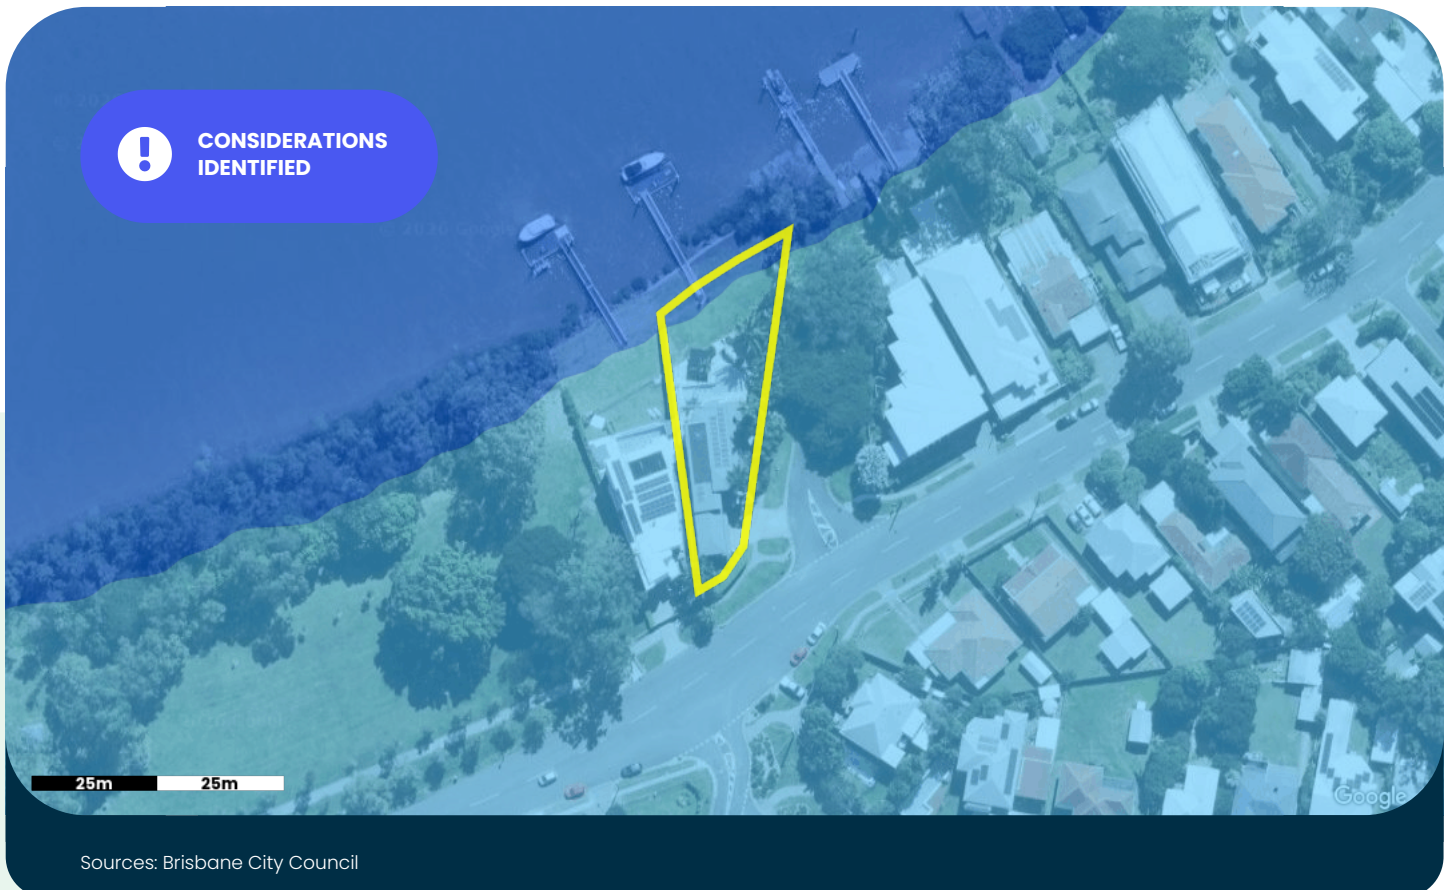 CONSIDERATIONS
IDENTIFIED
25m 25m
Google
Sources: Brisbane City Council